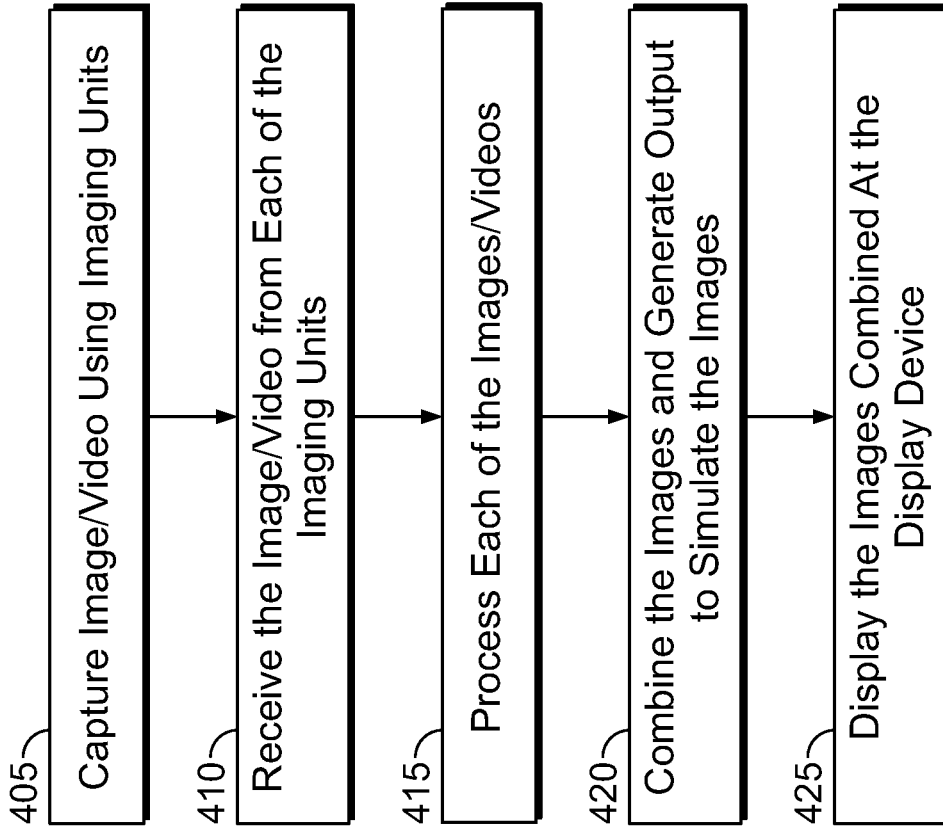 405
Capture Image/Video Using Imaging Units
410
Receive the Image/Video from Each of the
Imaging Units
415
Process Each of the Images/Videos
420
Combine the Images and Generate Output
to Simulate the Images
425
Display the Images Combined At the
Display Device